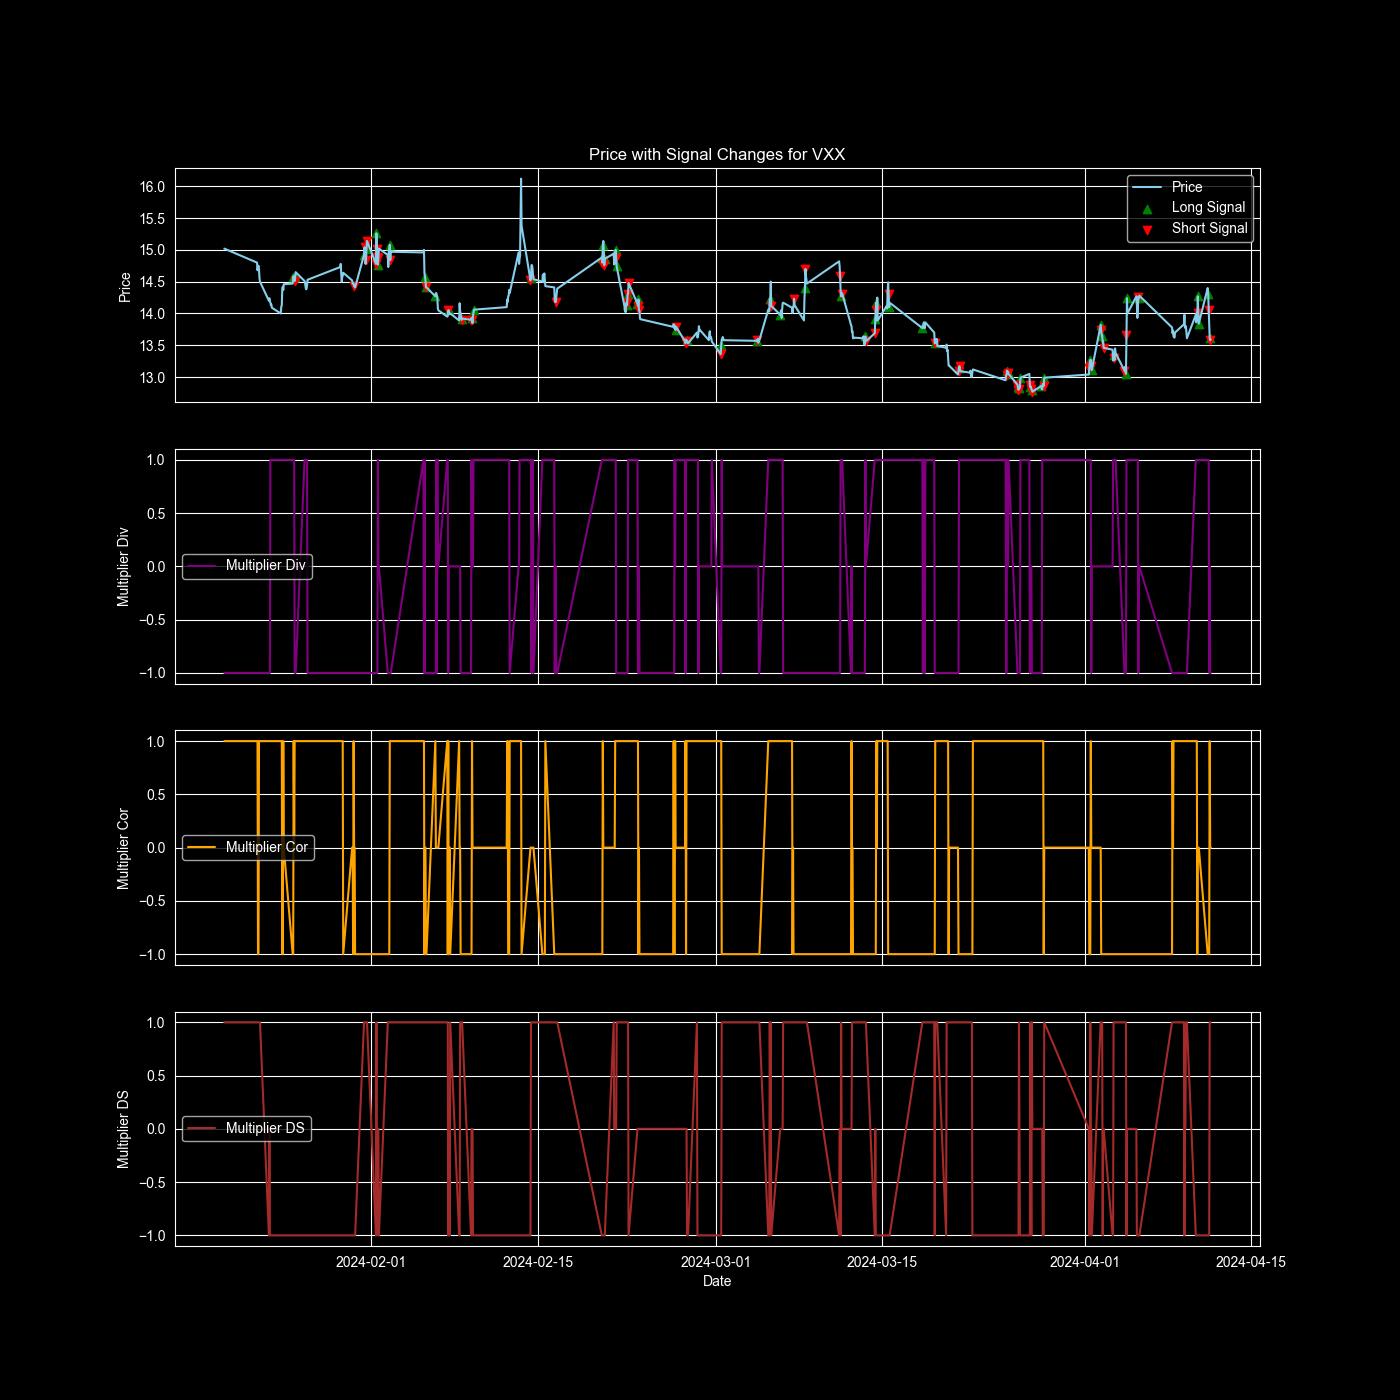 Price with Signal Changes for VXX
Price
16.0
15.5
15.0
14.5
14.0
13.5
13.0
Price
Long Signal
Short Signal
Multiplier Div
1.0
0.5
0.0
−0.5
−1.0
Multiplier Div
Multiplier Cor
1.0
0.5
0.0
−0.5
−1.0
Multiplier Cor
Multiplier DS
1.0
0.5
0.0
−0.5
−1.0
Multiplier DS
2024-02-01
2024-02-15
2024-03-01
2024-03-15
2024-04-01
2024-04-15
Date